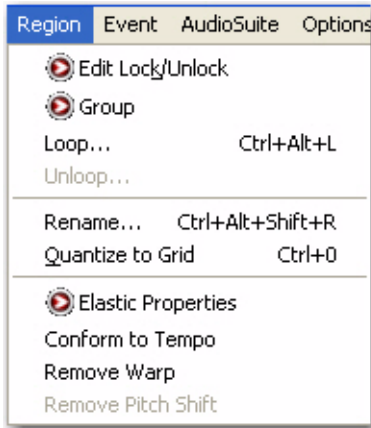 Region Event AudioSuite Options
Edit Lock/Unlock
Group
Loop... Ctrl+Alt+L
Unloop...
Rename... Ctrl+Alt+Shift+R
Quantize to Grid Ctrl+0
Elastic Properties
Conform to Tempo
Remove Warp
Remove Pitch Shift